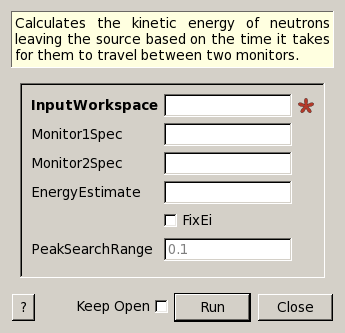 Calculates the kinetic energy of neutrons
leaving the source based on the time it takes
for them to travel between two monitors.
InputWorkspace *
Monitor1Spec
Monitor2Spec
EnergyEstimate
FixEi
PeakSearchRange 0.1
? Keep Open Run Close